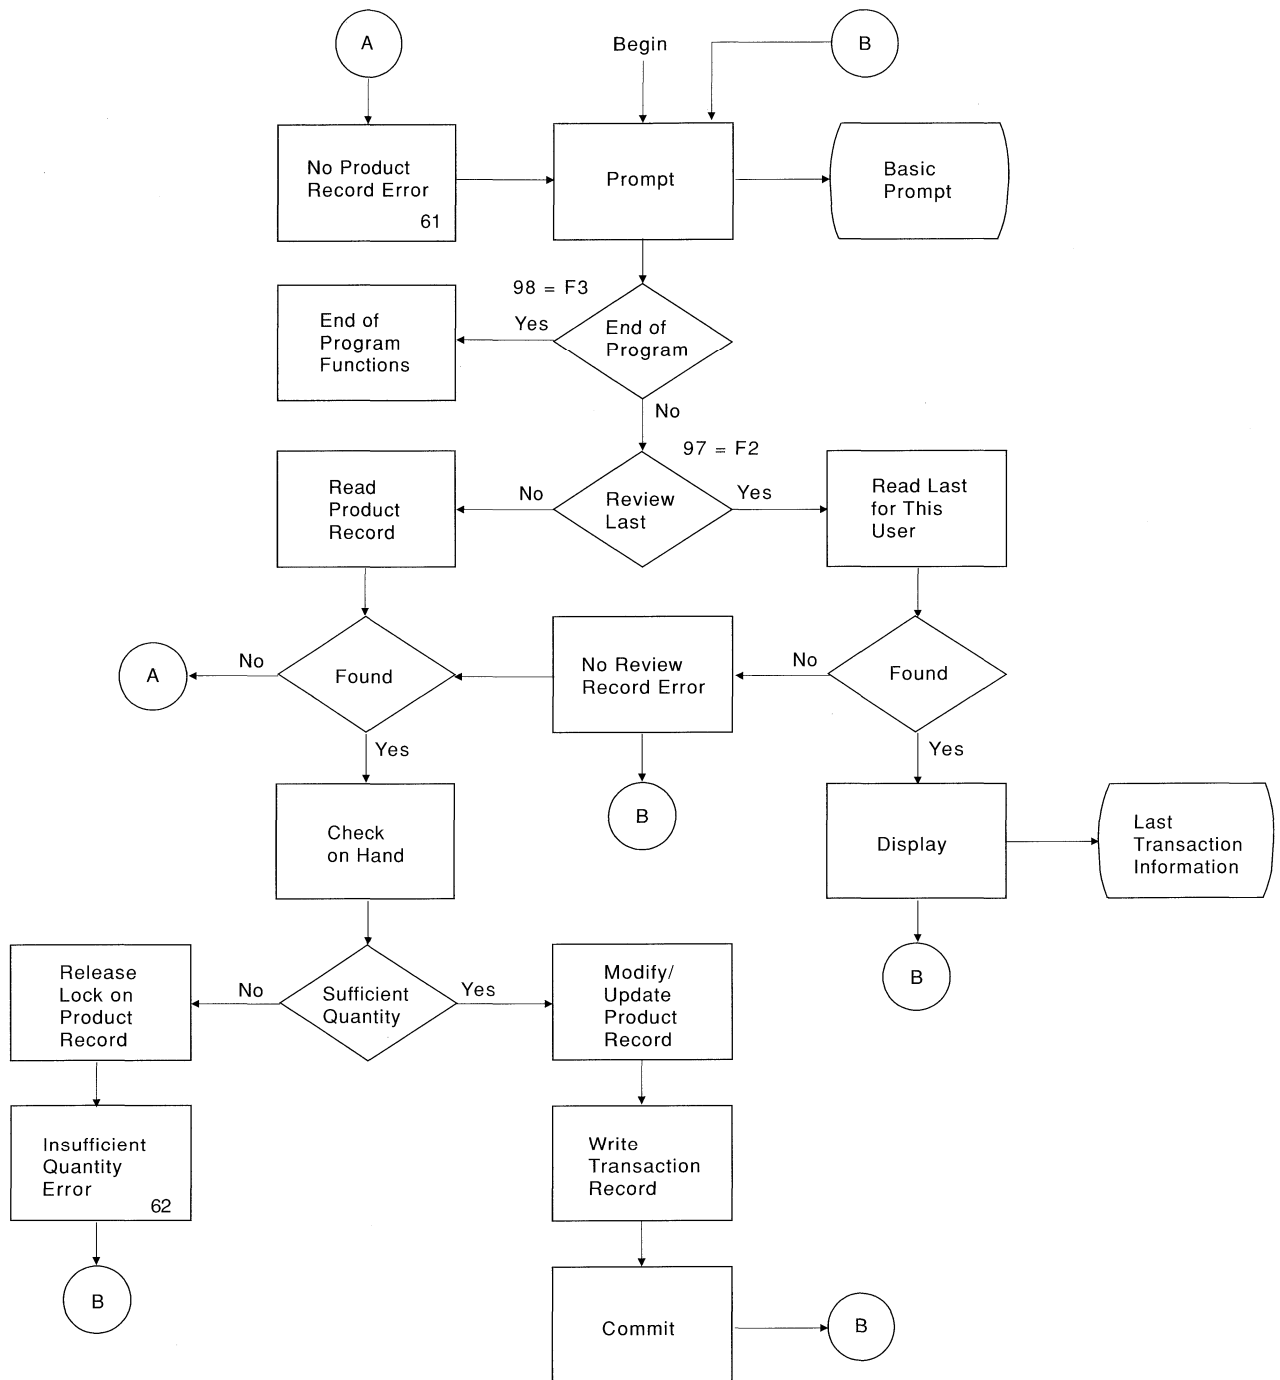 A
Begin
B
No Product
Record Error
61
Prompt
Basic
Prompt
98 = F3
End of
Program
Functions
Yes
End of
Program
No
97 = F2
Read
Product
Record
No
Review
Last
Yes
Read Last
for This
User
A
No
Found
No Review
Record Error
No
Found
Yes
Yes
Check
on Hand
B
Display
Last
Transaction
Information
Release
Lock on
Product
Record
No
Sufficient
Quantity
Yes
Modify/
Update
Product
Record
B
Insufficient
Quantity
Error
62
Write
Transaction
Record
B
Commit
B